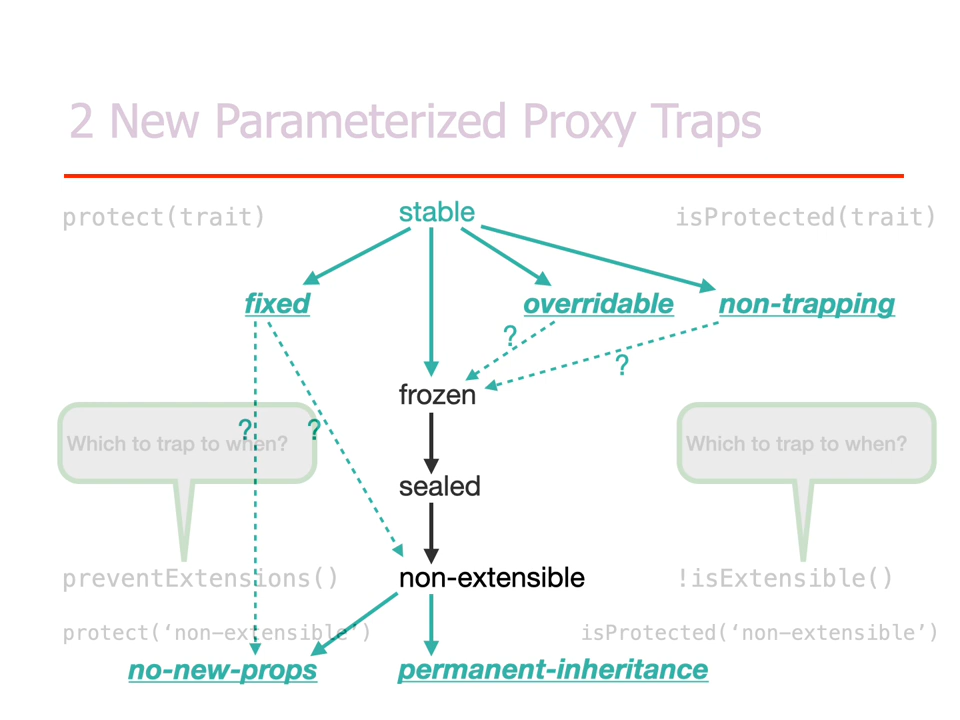 2 New Parameterized Proxy Traps
protect(trait)
stable
isProtected(trait)
fixed
overridable
non-trapping
?
?
frozen
?
?
Which to trap to when?
Which to trap to when?
sealed
preventExtensions()
non-extensible
!isExtensible()
protect(‘non-extensible’)
isProtected(‘non-extensible’)
no-new-props
permanent-inheritance